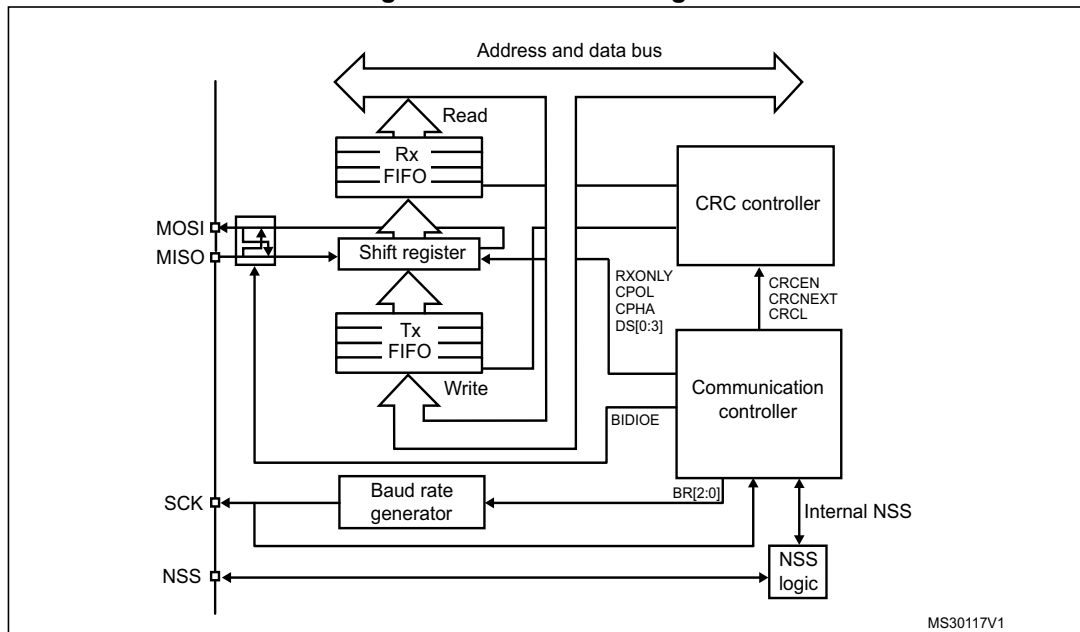 Address and data bus
Read
Rx
FIFO
CRC controller
MOSI
MISO
Shift register
RXONLY
CPOL
CPHA
DS[0:3]
CRCEN
CRCNEXT
CRCL
Tx
FIFO
Write
Communication
controller
BIDIOE
BR[2:0]
SCK
Baud rate
generator
Internal NSS
NSS
NSS
logic
MS30117V1